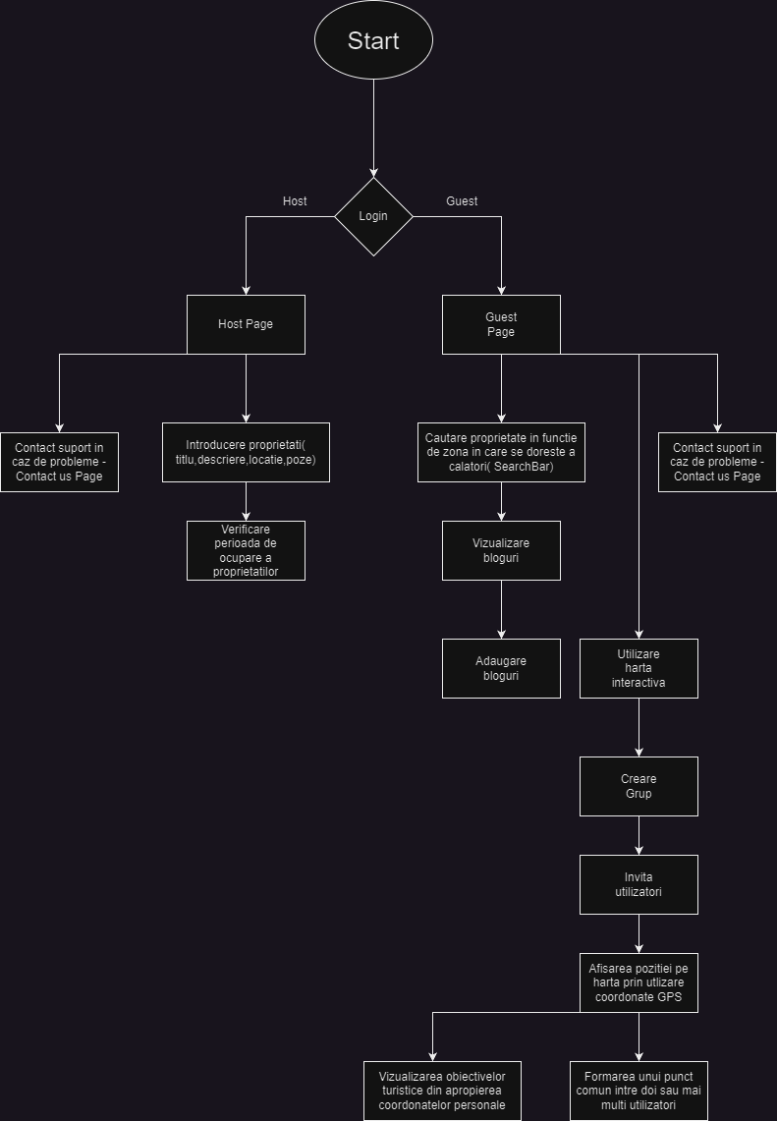 Start
Login
Host
Guest
Host Page
Guest
Page
Contact suport in
caz de probleme -
Contact us Page
Introducere proprietati(
titlu,descriere,locatie,poze)
Cautare proprietate in functie
de zona in care se doreste a
calatori( SearchBar)
Contact suport in
caz de probleme -
Contact us Page
Verificare
perioada de
ocupare a
proprietatilor
Vizualizare
bloguri
Adaugare
bloguri
Utilizare
harta
interactiva
Creare
Grup
Invita
utilizatori
Afisarea pozitiei pe
harta prin utlizare
coordonate GPS
Vizualizarea obiectivelor
turistice din apropierea
coordonatelor personale
Formarea unui punct
comun intre doi sau mai
multi utilizatori